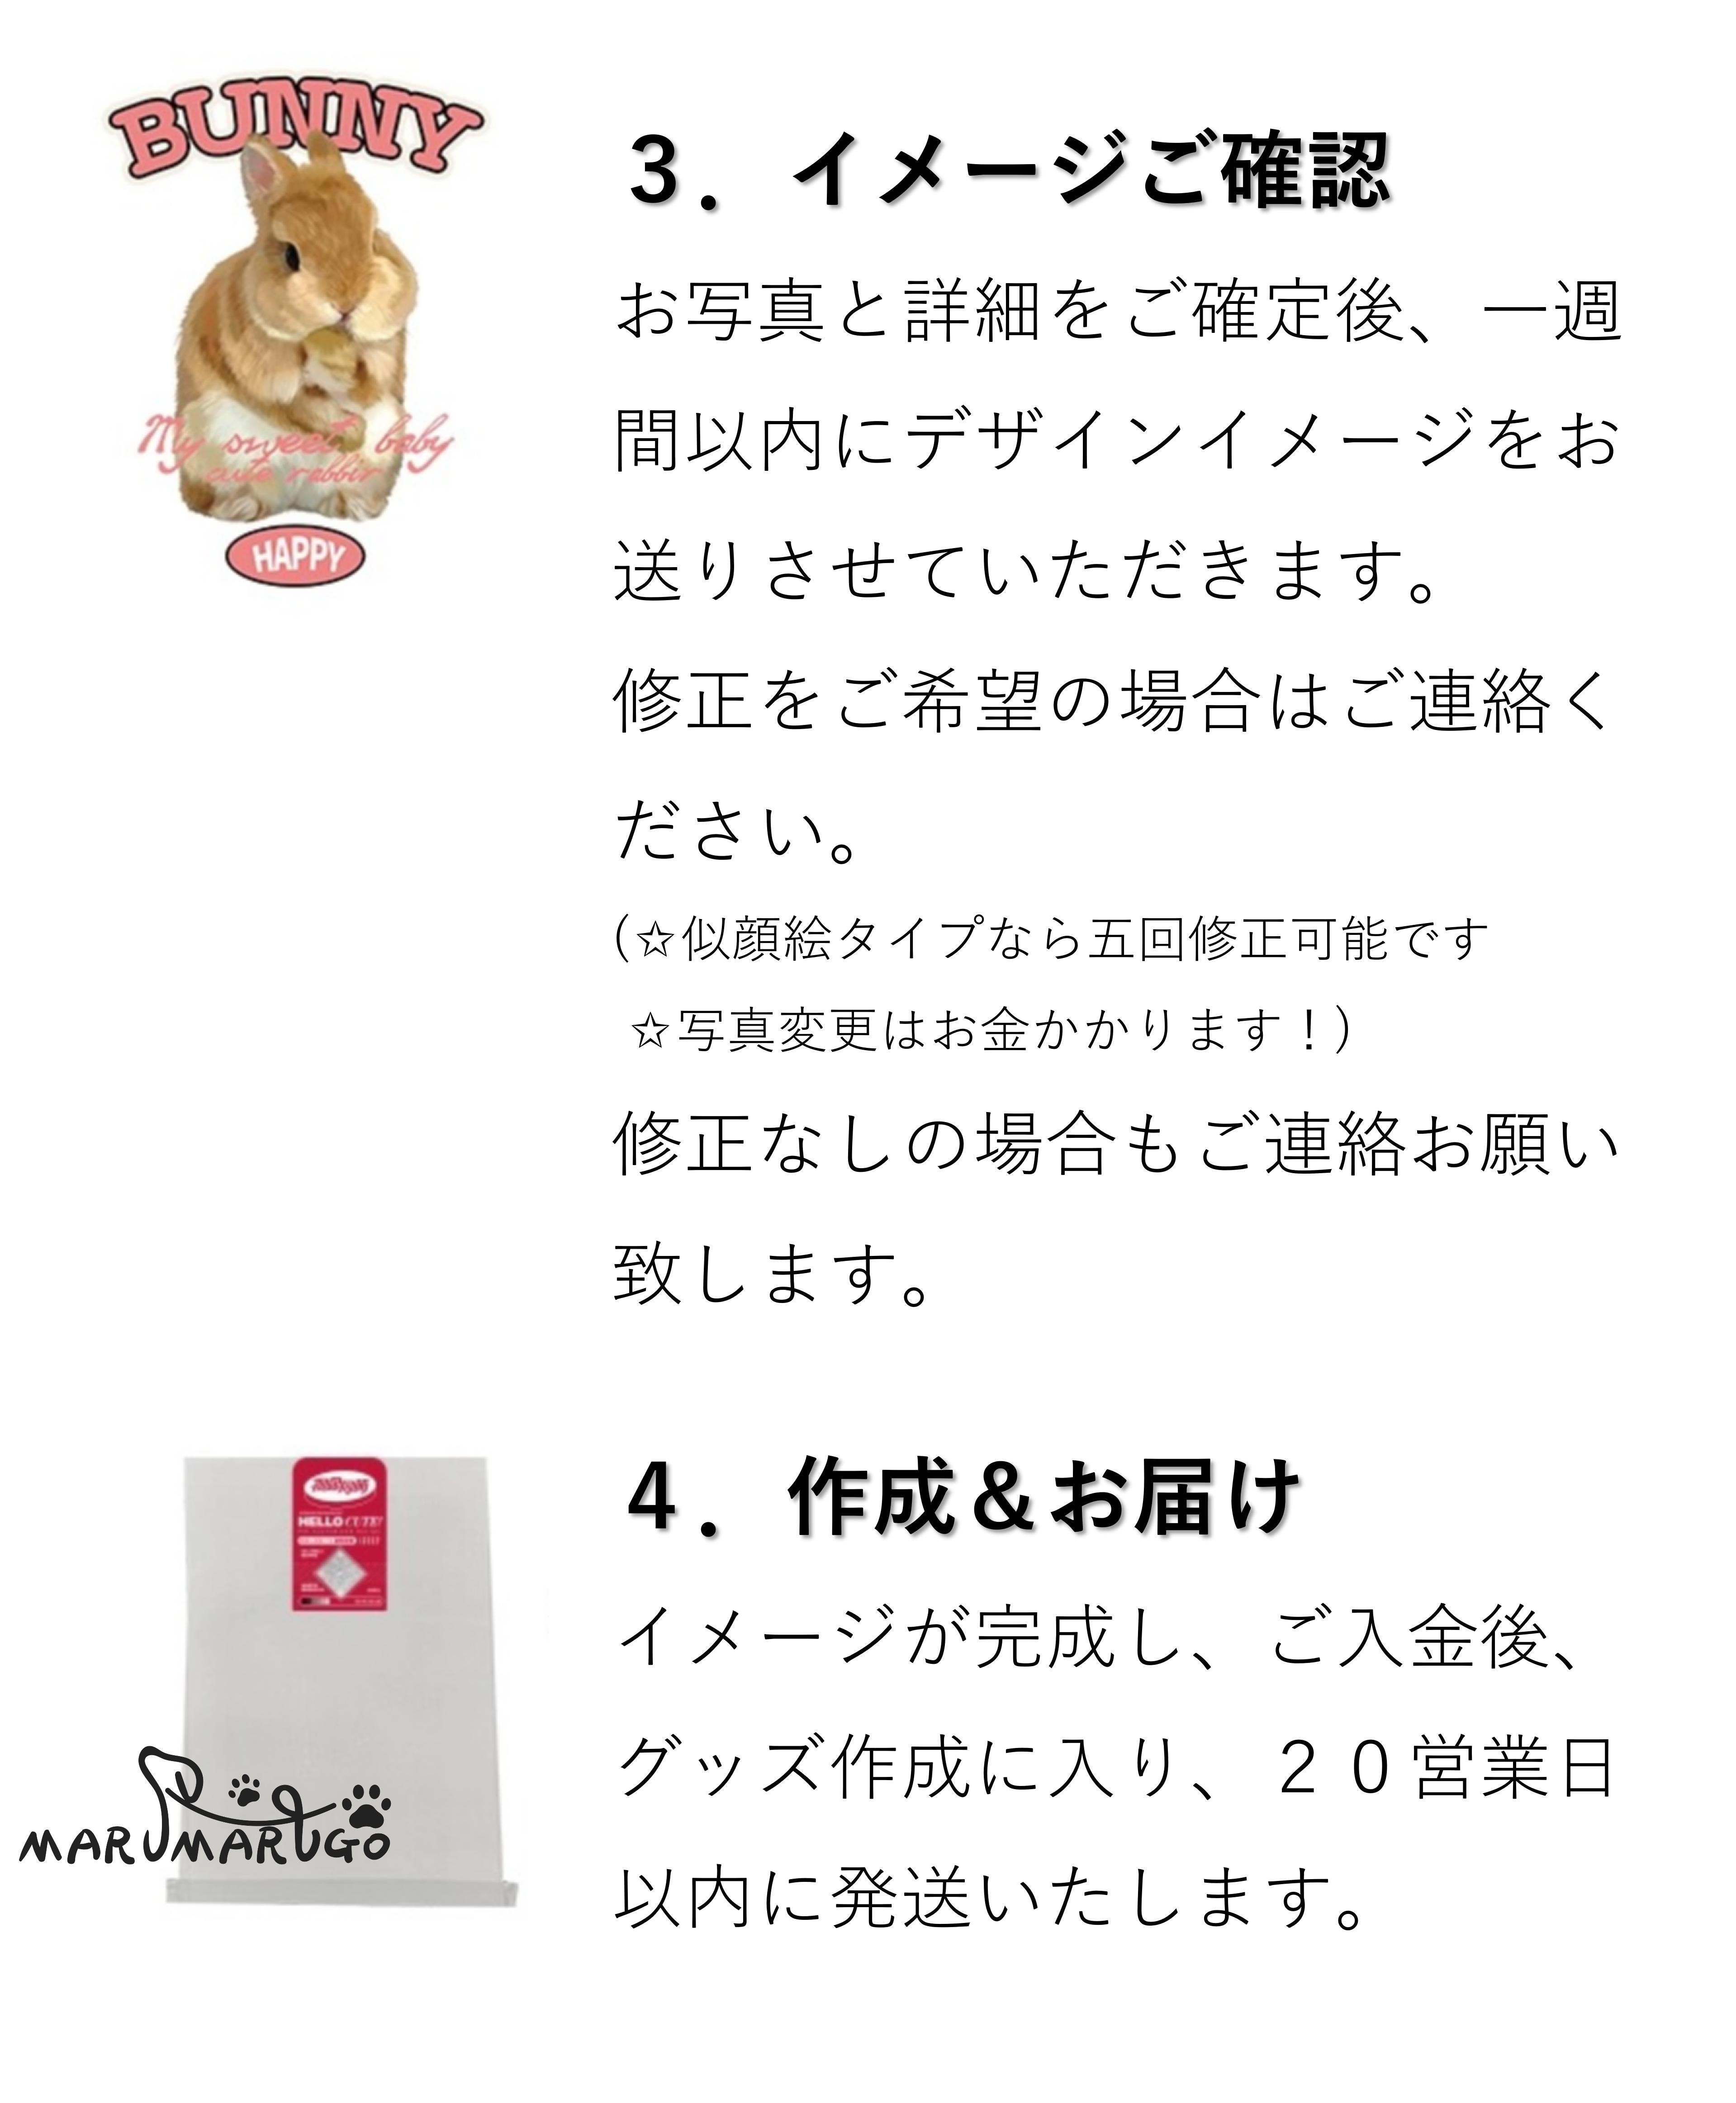 BUNNY
My sweet baby
cute rabbit
HAPPY
3．イメージご確認
お写真と詳細をご確定後、一週
間以内にデザインイメージをお
送りさせていただきます。
修正をご希望の場合はご連絡く
ださい。
(☆似顔絵タイプなら五回修正可能です
☆写真変更はお金かかります！)
修正なしの場合もご連絡お願い
致します。
4．作成＆お届け
イメージが完成し、ご入金後、
グッズ作成に入り、２０営業日
以内に発送いたします。
HELLO CUTE!
MARUMARUGO